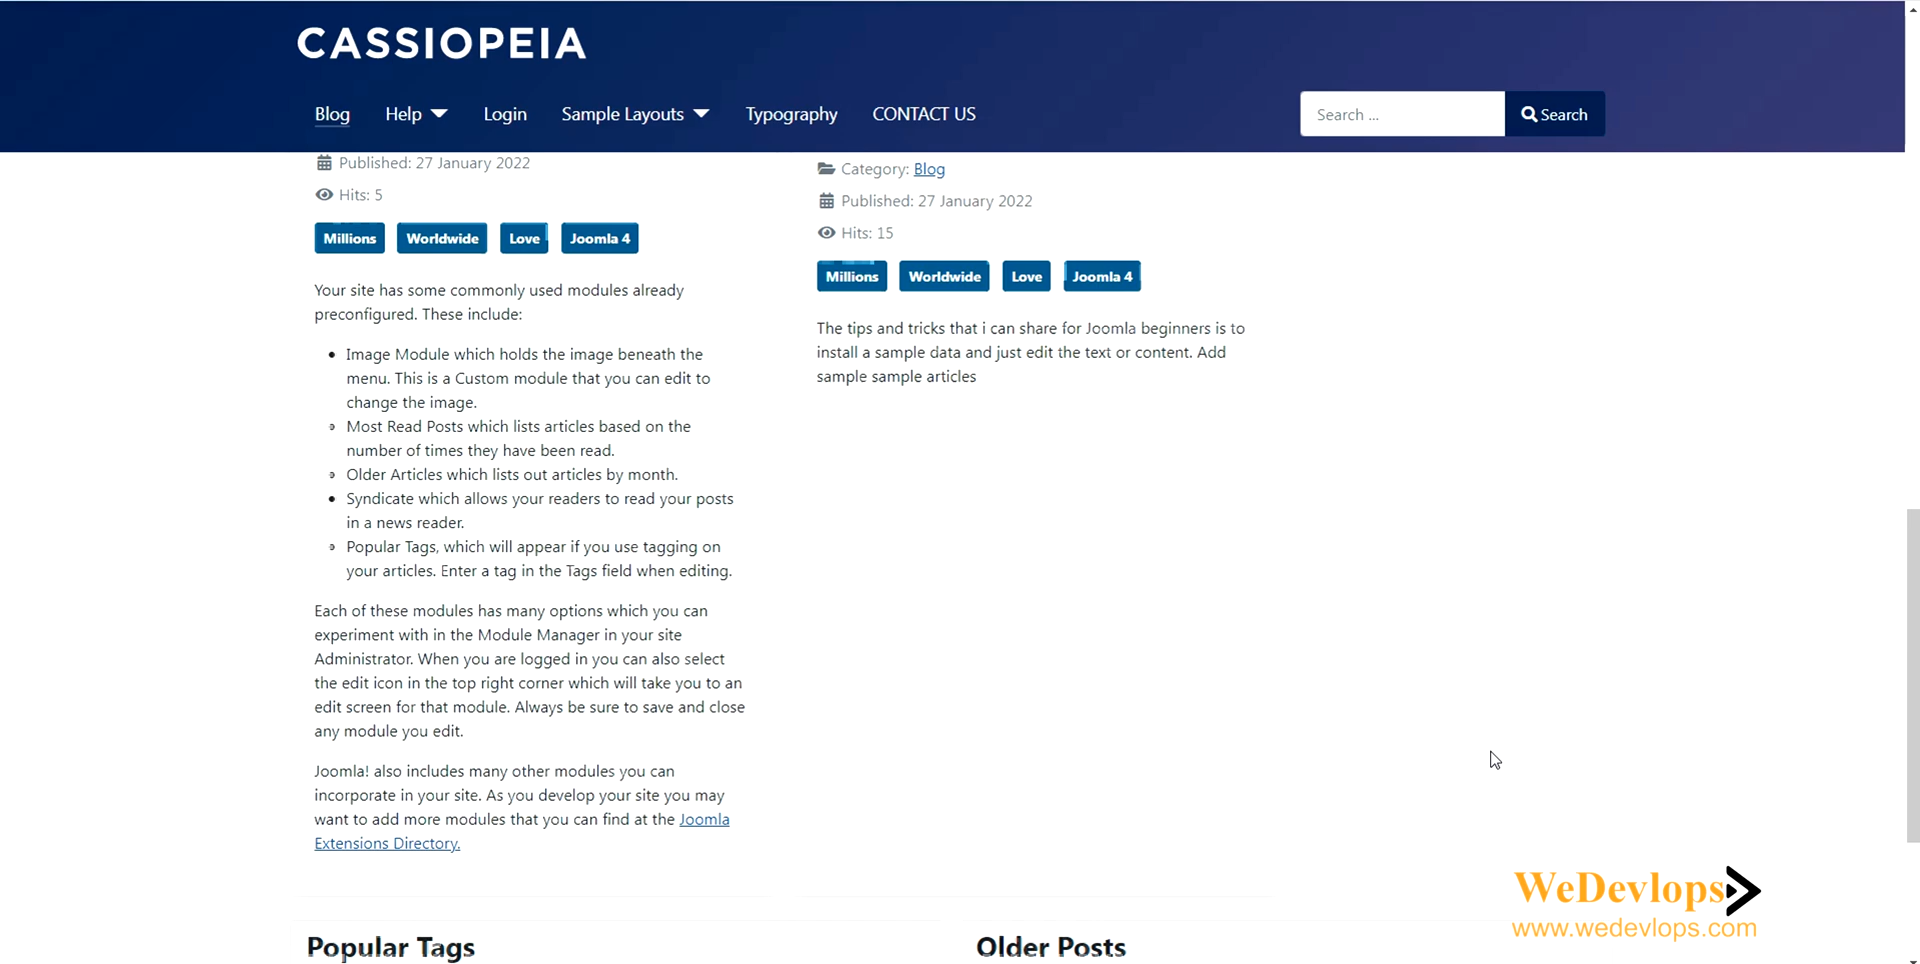 CASSIOPEIA
Blog Help Login Sample Layouts Typography CONTACT US
Search ... Search
Published: 27 January 2022
Hits: 5
Millions Worldwide Love Joomla 4
Your site has some commonly used modules already
preconfigured. These include:
Image Module which holds the image beneath the
menu. This is a Custom module that you can edit to
change the image.
Most Read Posts which lists articles based on the
number of times they have been read.
Older Articles which lists out articles by month.
Syndicate which allows your readers to read your posts
in a news reader.
Popular Tags, which will appear if you use tagging on
your articles. Enter a tag in the Tags field when editing.
Each of these modules has many options which you can
experiment with in the Module Manager in your site
Administrator. When you are logged in you can also select
the edit icon in the top right corner which will take you to an
edit screen for that module. Always be sure to save and close
any module you edit.
Joomla! also includes many other modules you can
incorporate in your site. As you develop your site you may
want to add more modules that you can find at the Joomla
Extensions Directory.
Category: Blog
Published: 27 January 2022
Hits: 15
Millions Worldwide Love Joomla 4
The tips and tricks that i can share for Joomla beginners is to
install a sample data and just edit the text or content. Add
sample sample articles
Popular Tags
Older Posts
WeDevlops
www.wedevlops.com